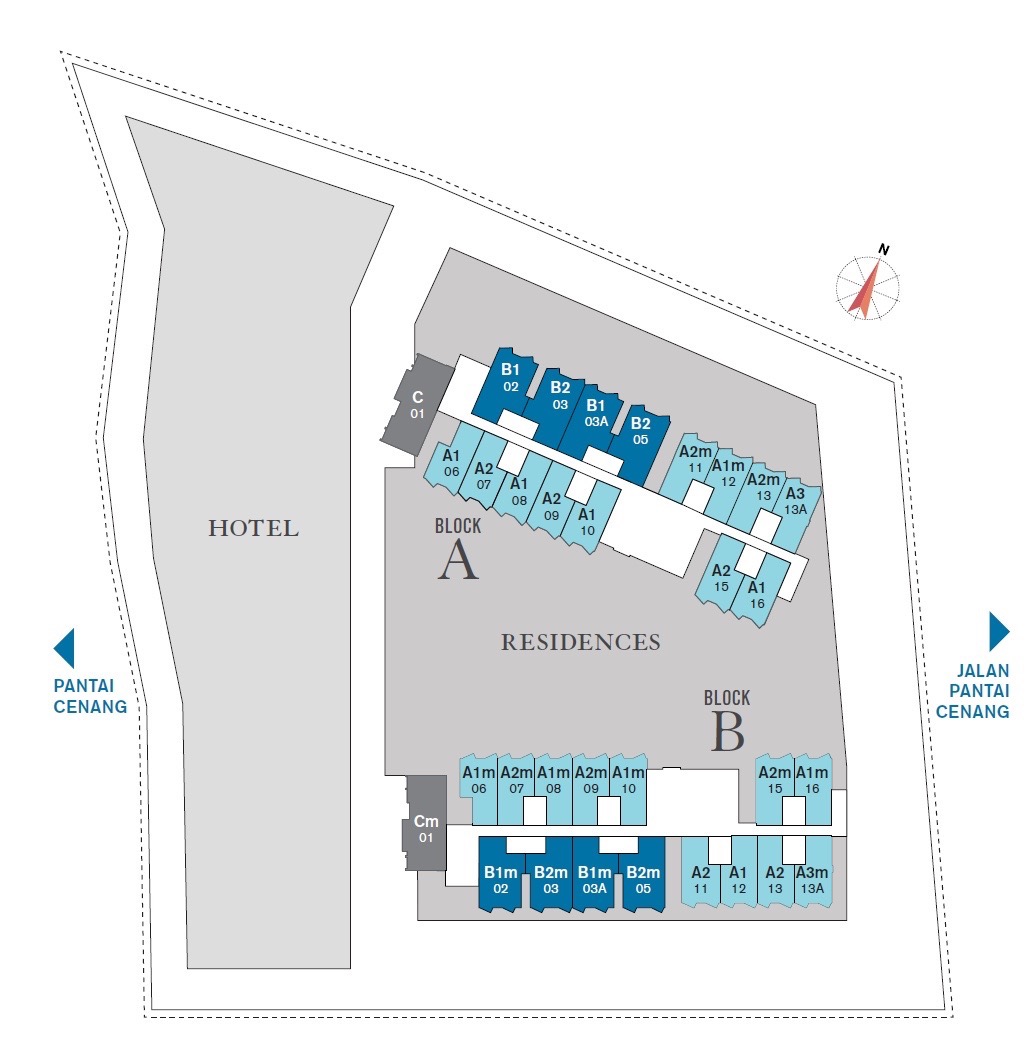 N
B1
02
B2
03
B1
03A
B2
05
C
01
A2m
11
A1m
12
A2m
13
A3
13A
A1
06
A2
07
A1
08
A2
09
A1
10
HOTEL
BLOCK
A
A2
15
A1
16
RESIDENCES
PANTAI
CENANG
JALAN
PANTAI
CENANG
BLOCK
B
A1m
06
A2m
07
A1m
08
A2m
09
A1m
10
A2m
15
A1m
16
Cm
01
B1m
02
B2m
03
B1m
03A
B2m
05
A2
11
A1
12
A2
13
A3m
13A